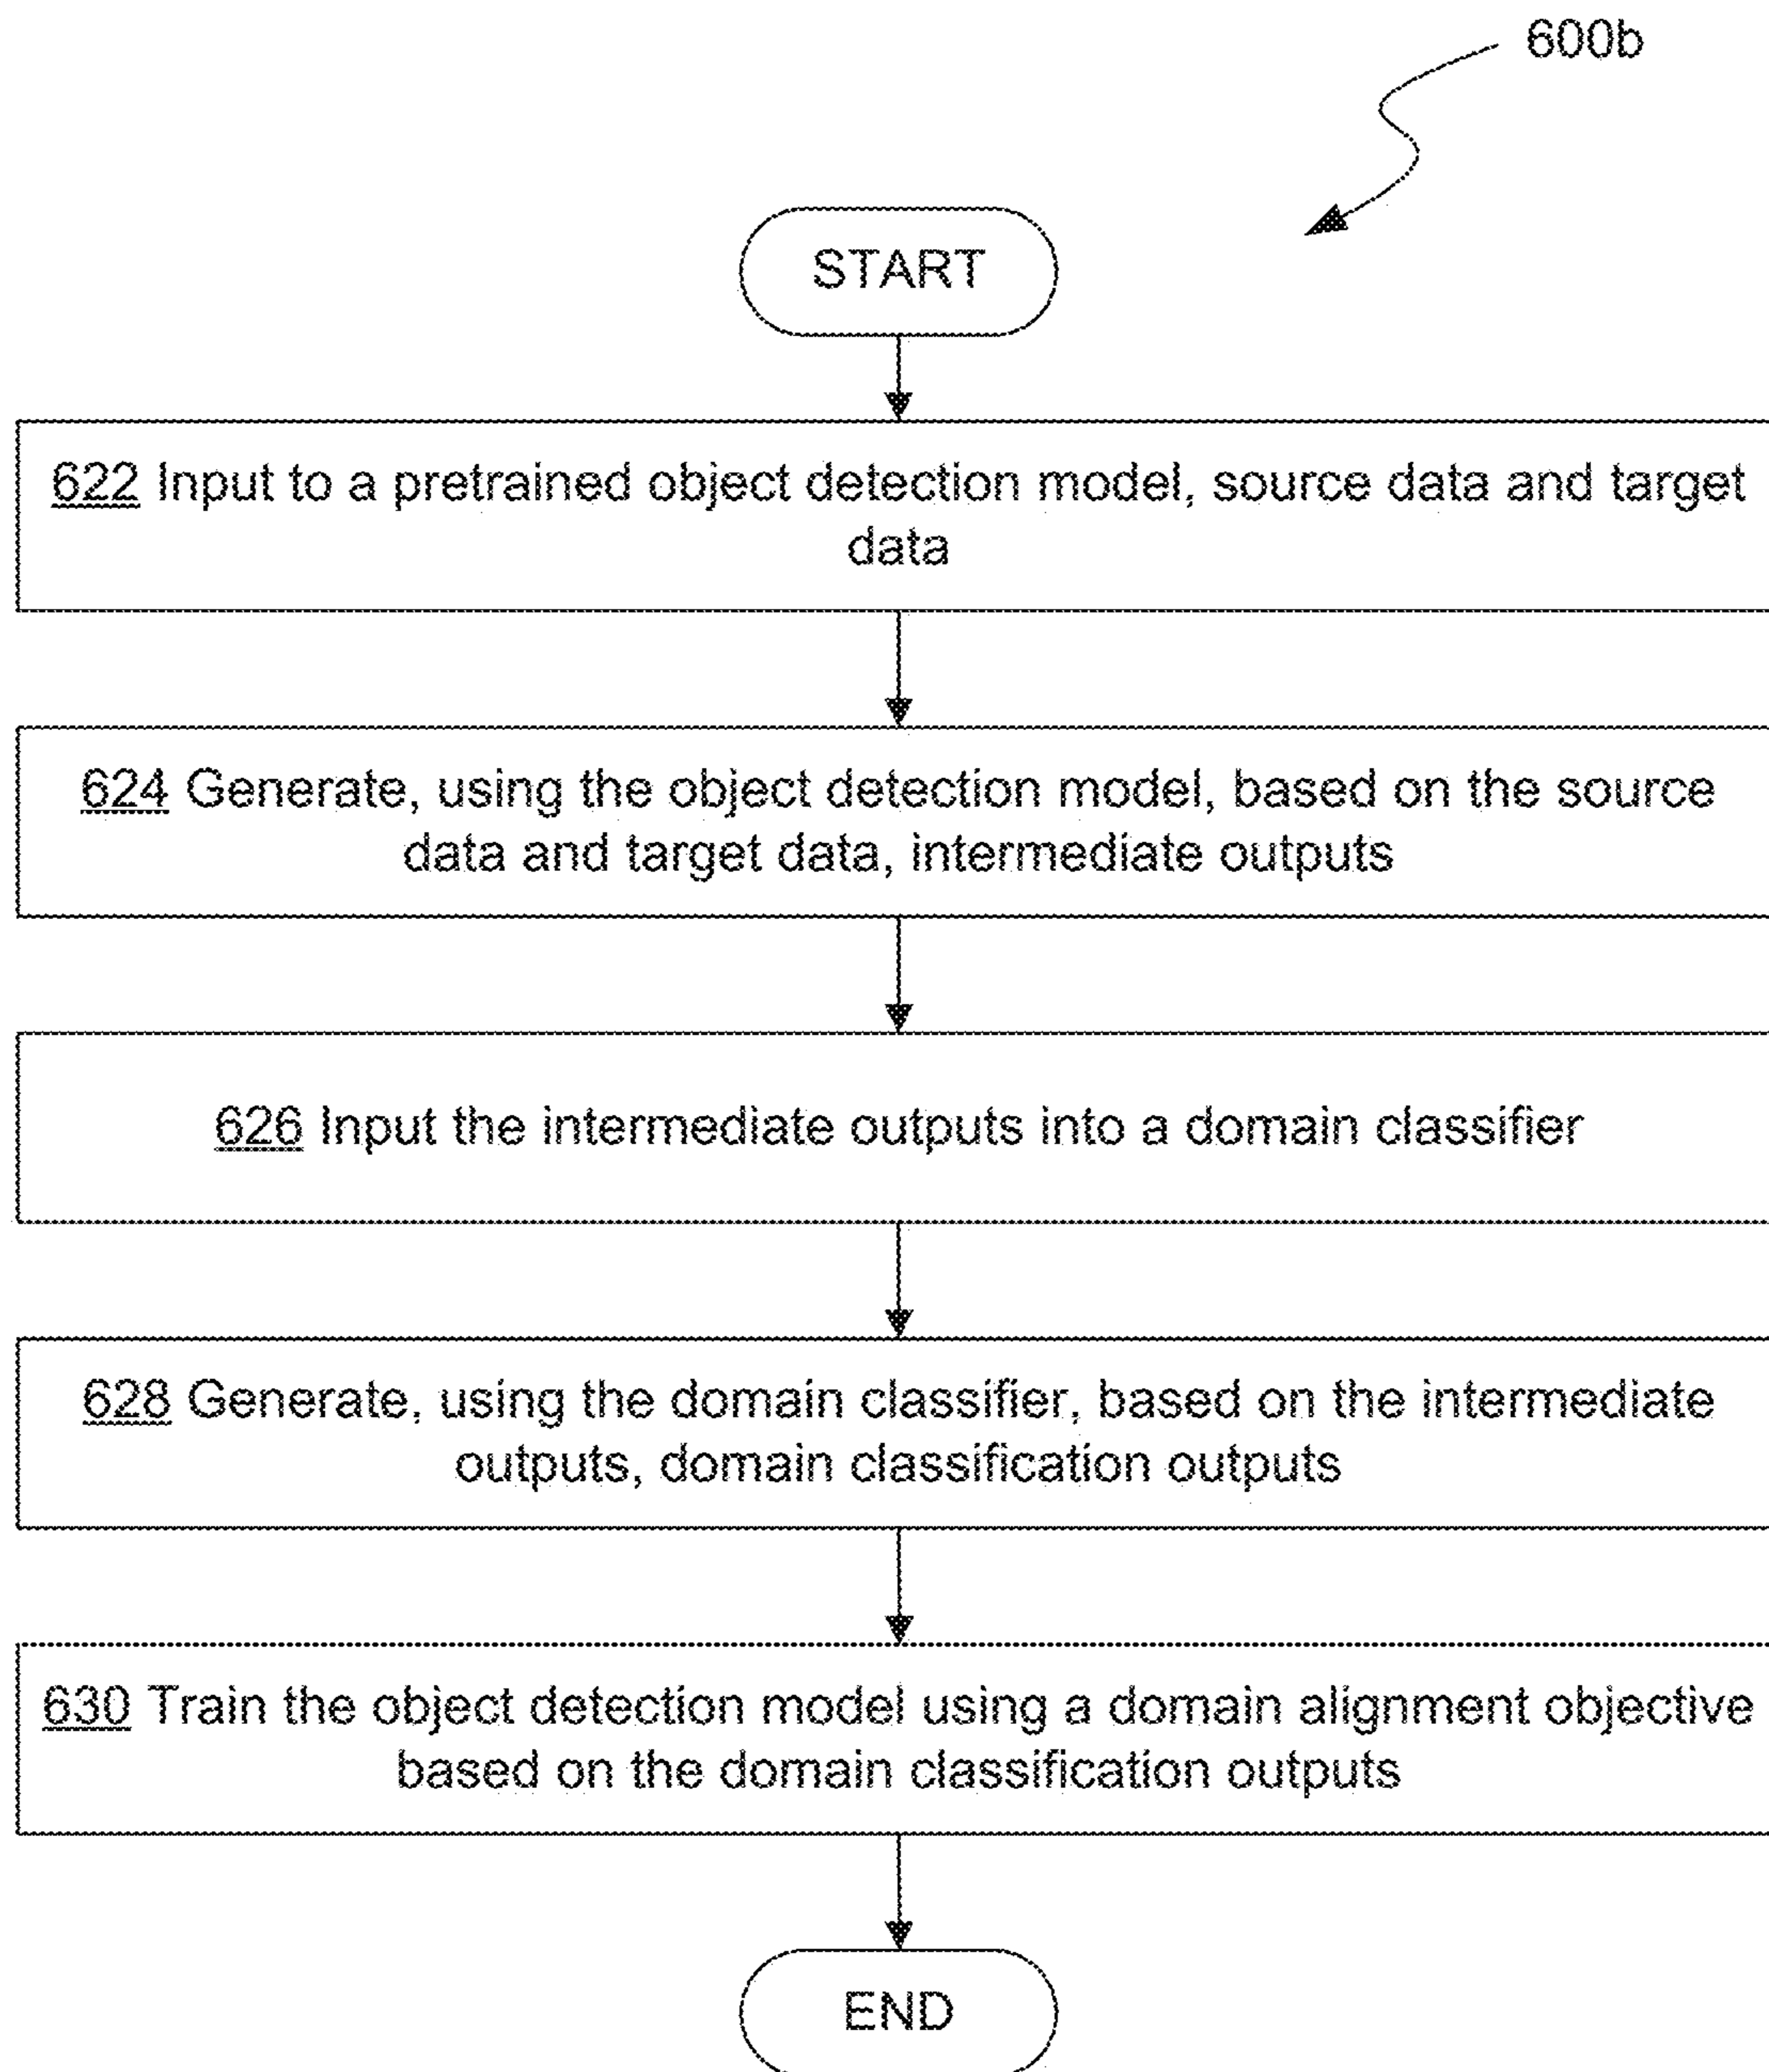 600b
START
622 Input to a pretrained object detection model, source data and target
data
624 Generate, using the object detection model, based on the source
data and target data, intermediate outputs
626 Input the intermediate outputs into a domain classifier
628 Generate, using the domain classifier, based on the intermediate
outputs, domain classification outputs
630 Train the object detection model using a domain alignment objective
based on the domain classification outputs
END